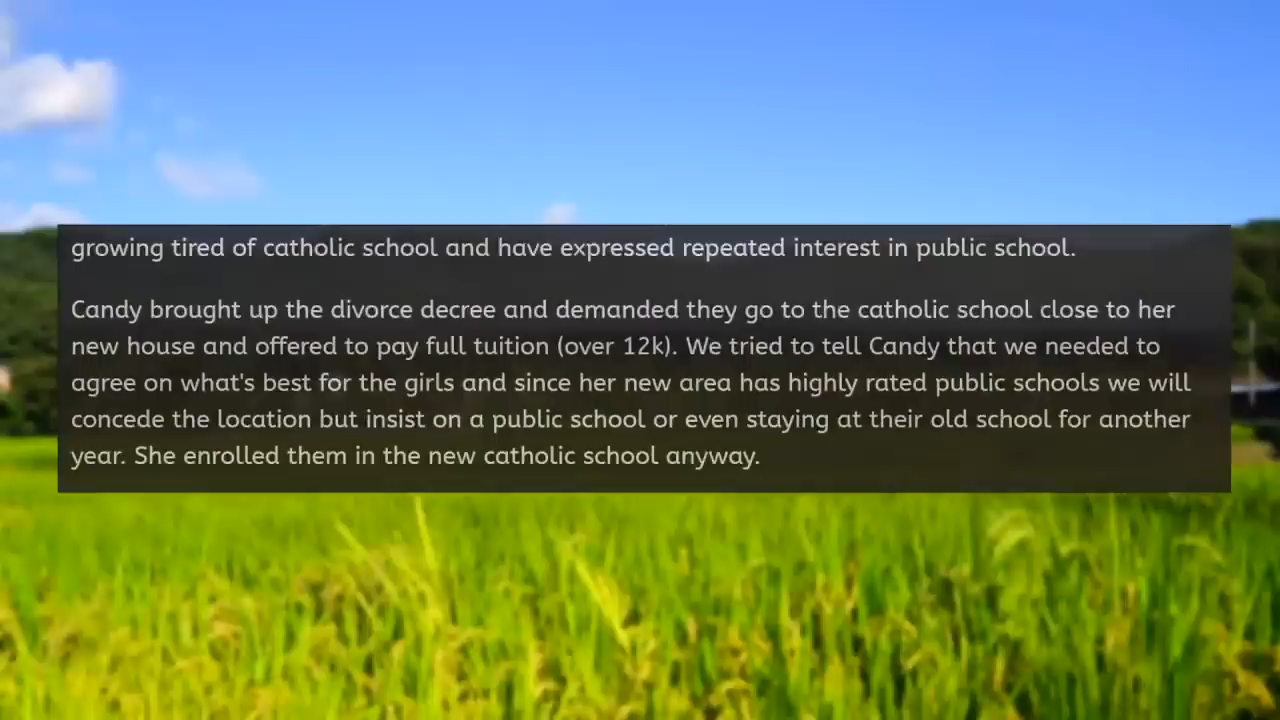 growing tired of catholic school and have expressed repeated interest in public school.
Candy brought up the divorce decree and demanded they go to the catholic school close to her
new house and offered to pay full tuition (over 12k). We tried to tell Candy that we needed to
agree on what's best for the girls and since her new area has highly rated public schools we will
concede the location but insist on a public school or even staying at their old school for another
year. She enrolled them in the new catholic school anyway.